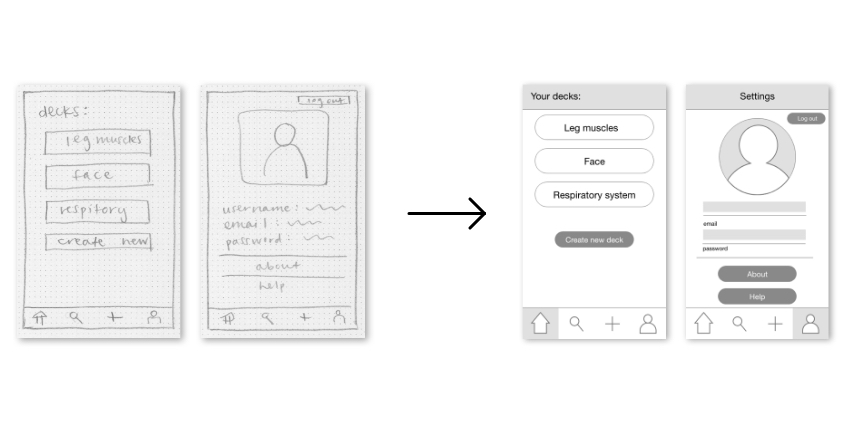 decks:
leg muscles
face
respitory
create new
log out
username:
email:
password:
about
help
Your decks:
Leg muscles
Face
Respiratory system
Create new deck
Settings
Log out
email
password
About
Help